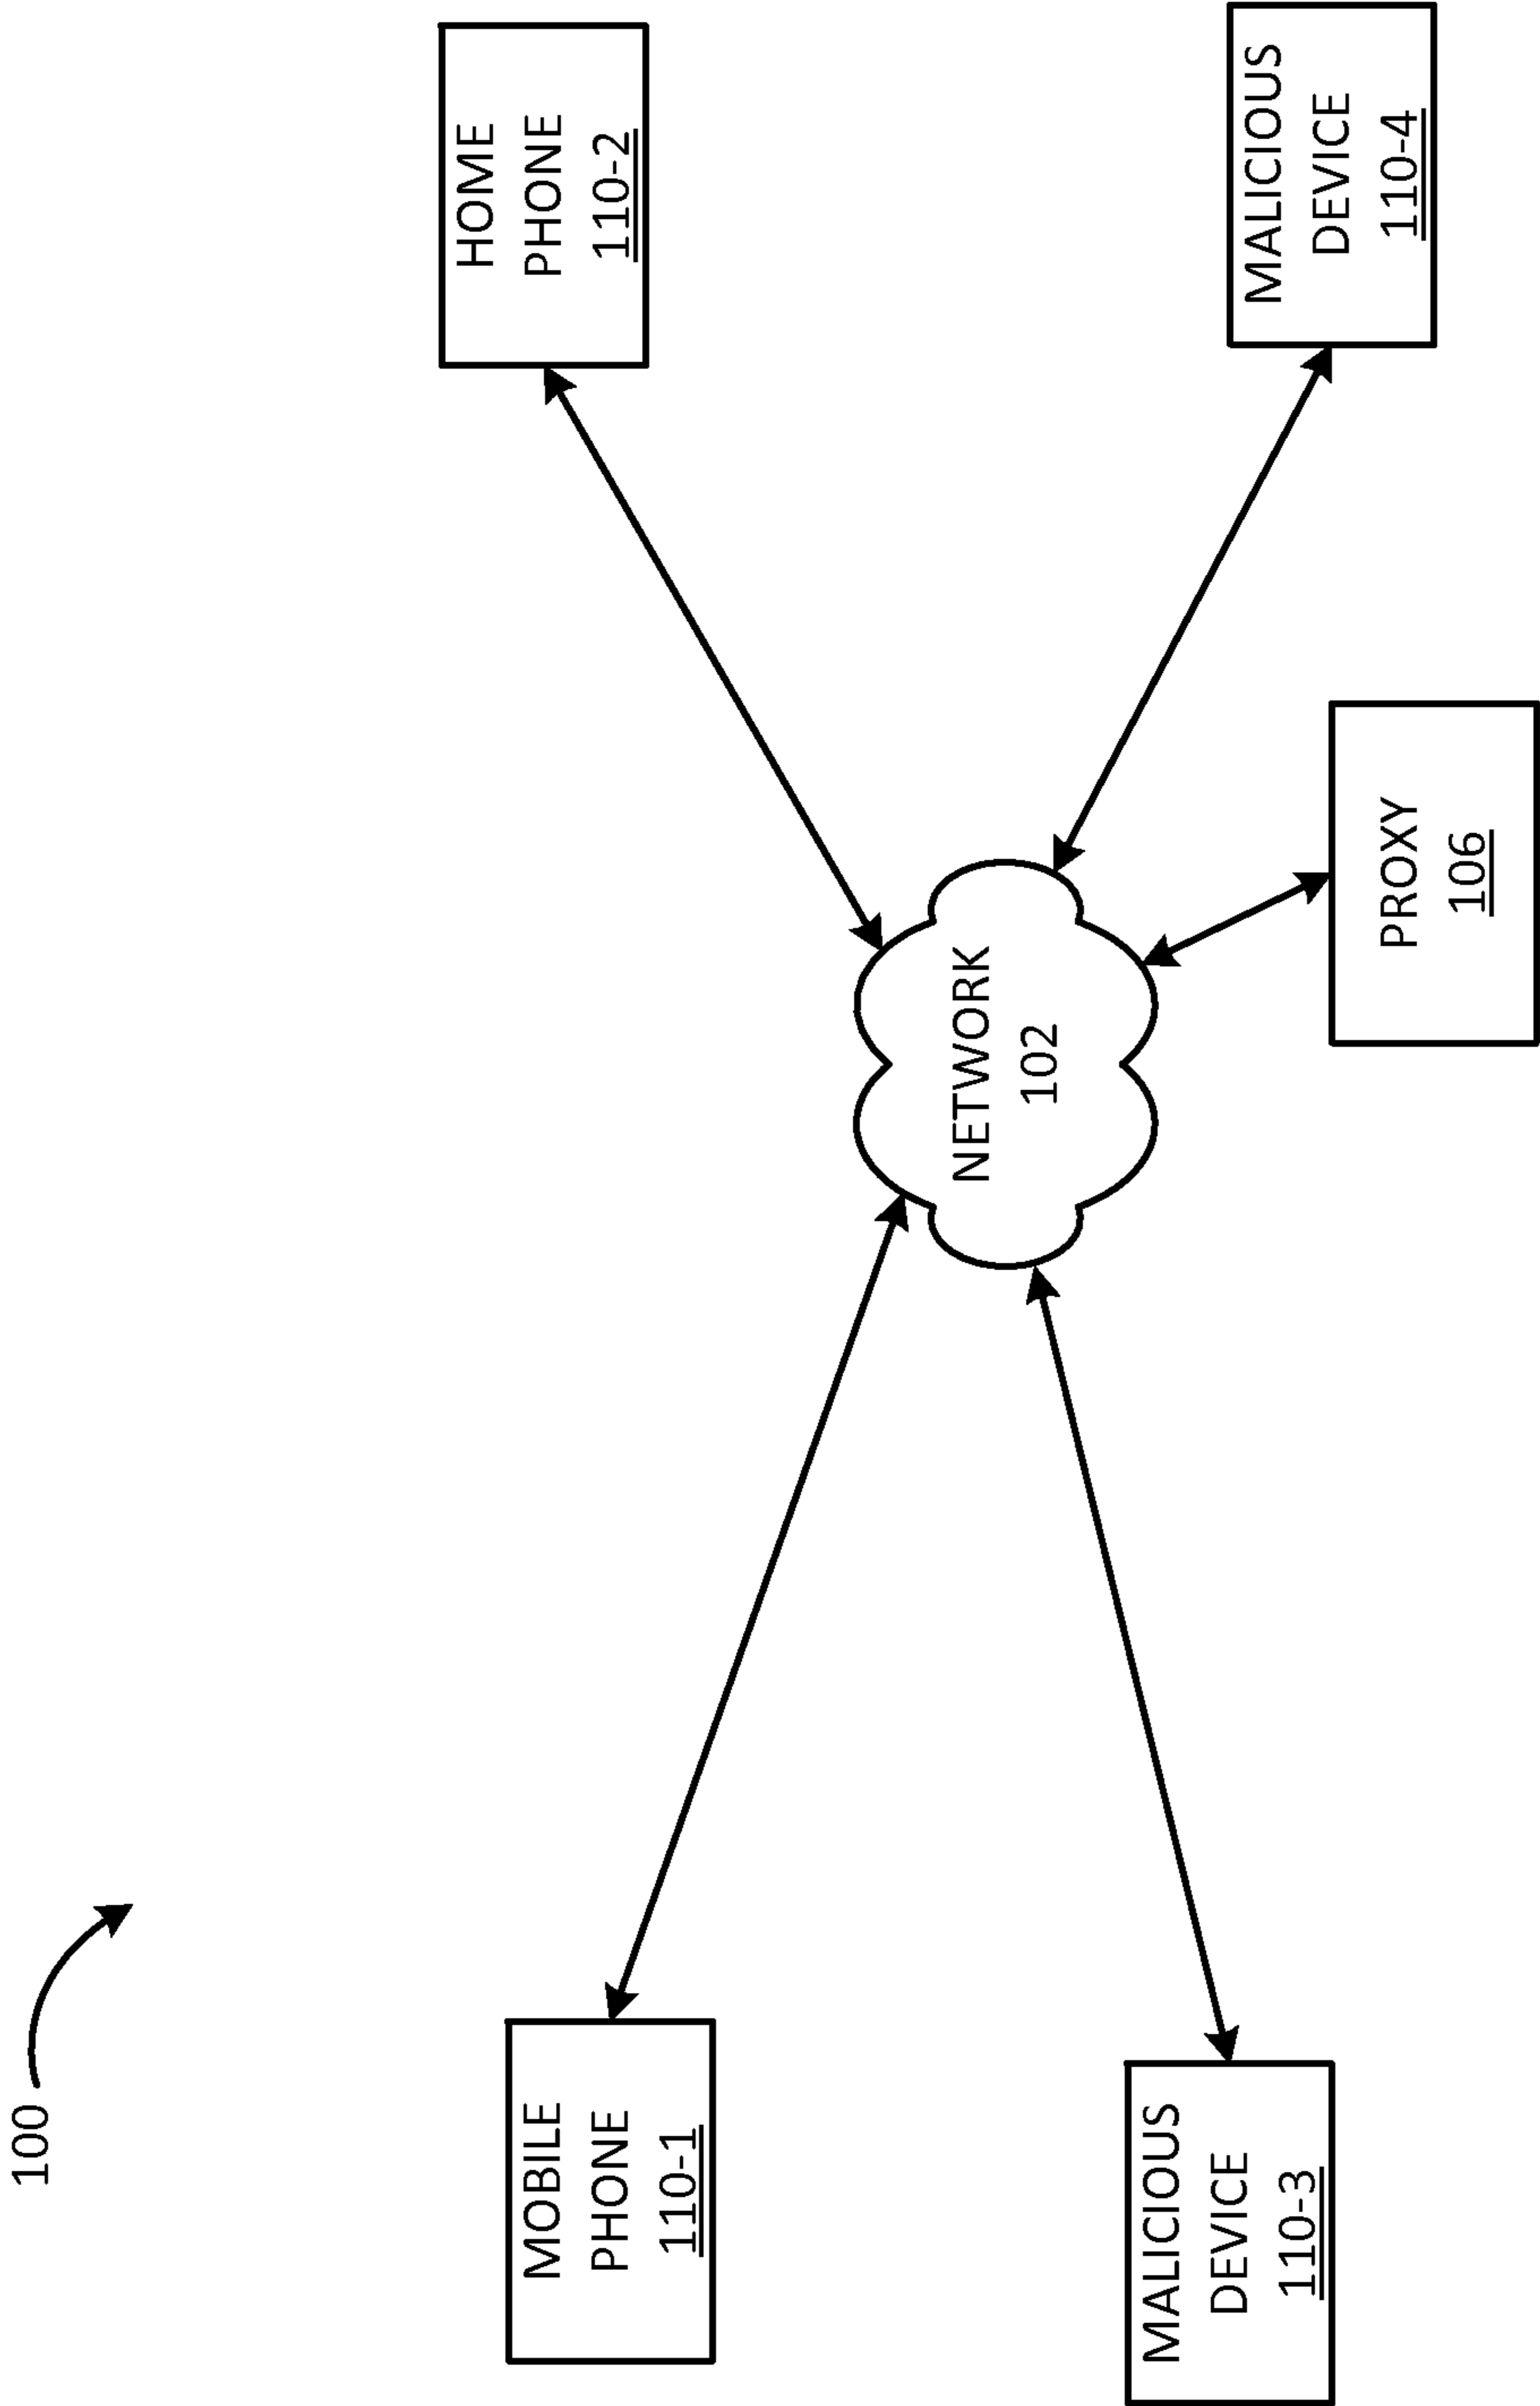 100
MOBILE
PHONE
110-1
HOME
PHONE
110-2
NETWORK
102
MALICIOUS
DEVICE
110-3
MALICIOUS
DEVICE
110-4
PROXY
106